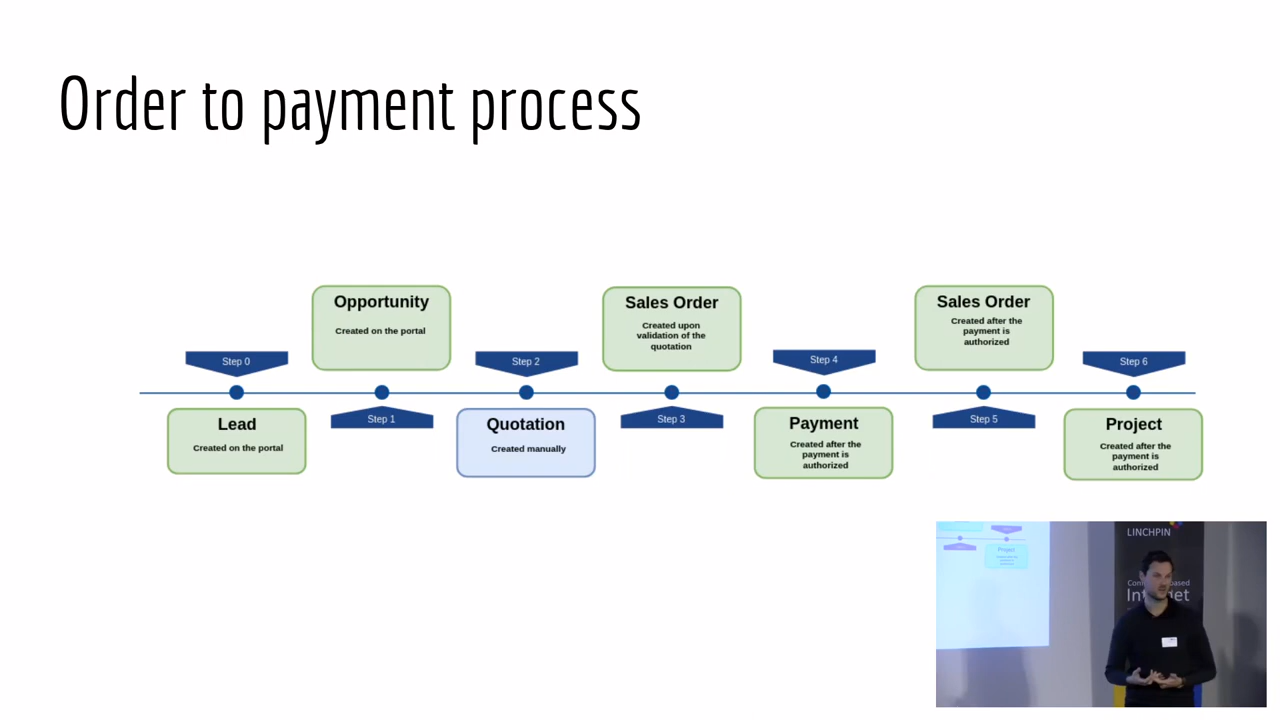 Order to payment process
Step 0
Lead
Created on the portal
Opportunity
Created on the portal
Step 1
Step 2
Quotation
Created manually
Sales Order
Created upon
validation of the
quotation
Step 3
Step 4
Payment
Created after the
payment is
authorized
Sales Order
Created after the
payment is
authorized
Step 5
Step 6
Project
Created after the
payment is
authorized
LINCHPIN
Project